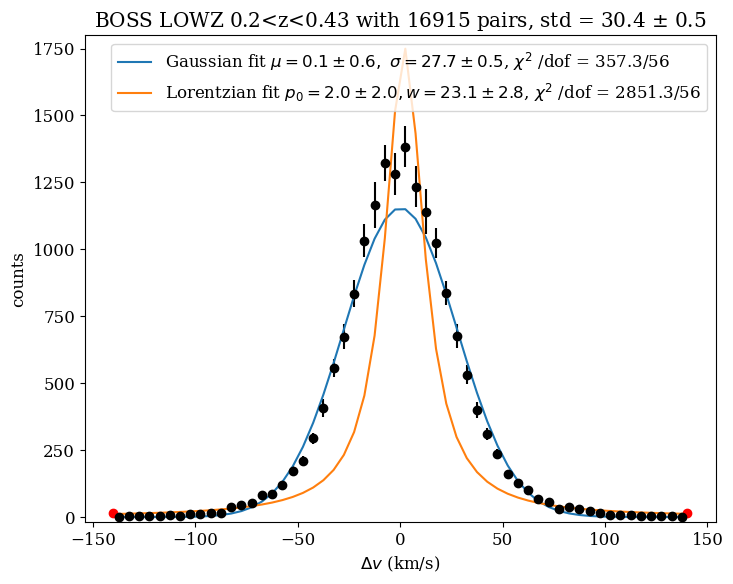 BOSS LOWZ 0.2<z<0.43 with 16915 pairs, std = 30.4 ± 0.5
Gaussian fit μ = 0.1 ± 0.6, σ = 27.7 ± 0.5, χ² /dof = 357.3/56
Lorentzian fit p₀ = 2.0 ± 2.0, w = 23.1 ± 2.8, χ² /dof = 2851.3/56
counts
1750
1500
1250
1000
750
500
250
0
−150 −100 −50 0 50 100 150
Δv (km/s)